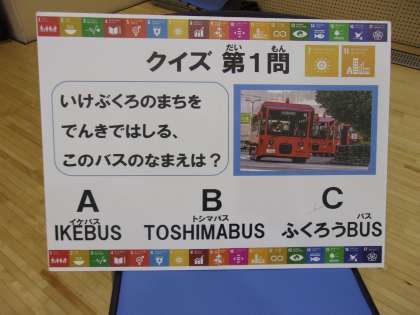 クイズ 第1問
だい もん
いけぶくろのまちを
でんきではしる、
このバスのなまえは？
A B C
イケバス トシマバス バス
IKEBUS TOSHIMABUS ふくろうBUS